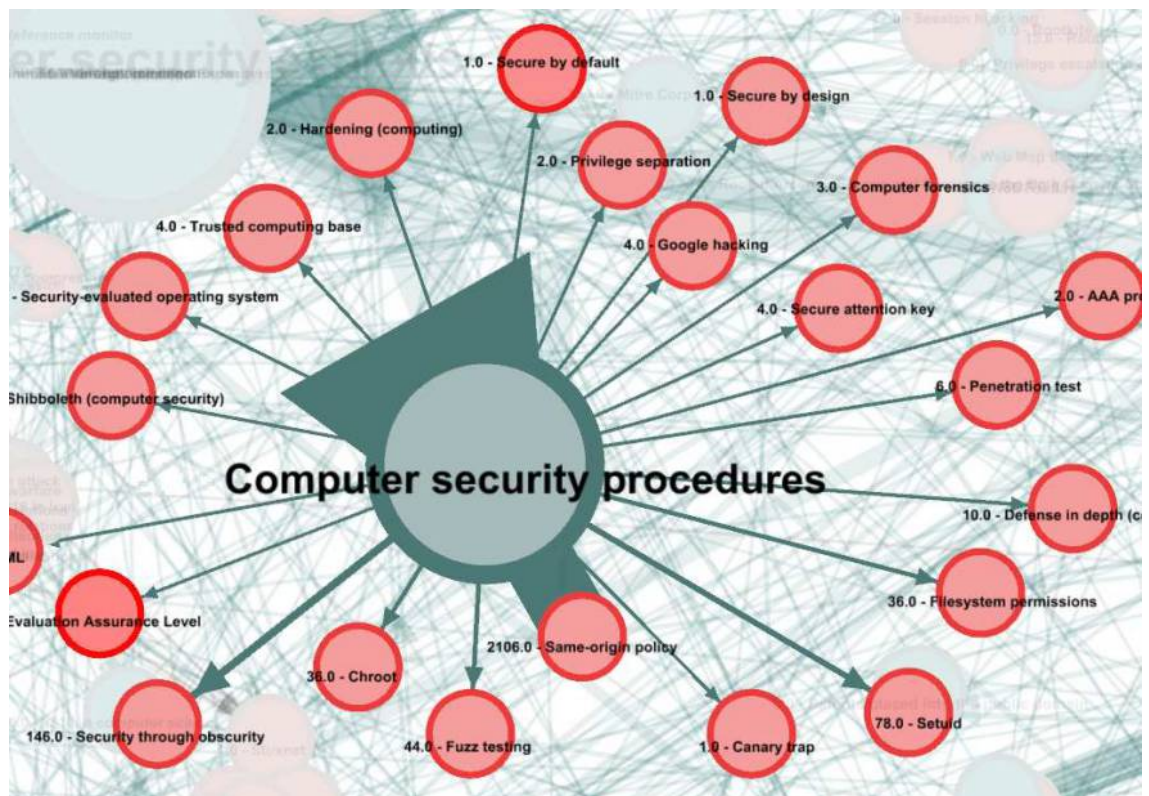 er security exploits
1.0 - Secure by default
1.0 - Secure by design
2.0 - Hardening (computing)
2.0 - Privilege separation
3.0 - Computer forensics
4.0 - Trusted computing base
4.0 - Google hacking
- Security-evaluated operating system
4.0 - Secure attention key
2.0 - AAA pr
6.0 - Penetration test
Shibboleth (computer security)
Computer security procedures
10.0 - Defense in depth (c
ML
36.0 - Filesystem permissions
Evaluation Assurance Level
2106.0 - Same-origin policy
36.0 - Chroot
78.0 - Setuid
146.0 - Security through obscurity
44.0 - Fuzz testing
1.0 - Canary trap